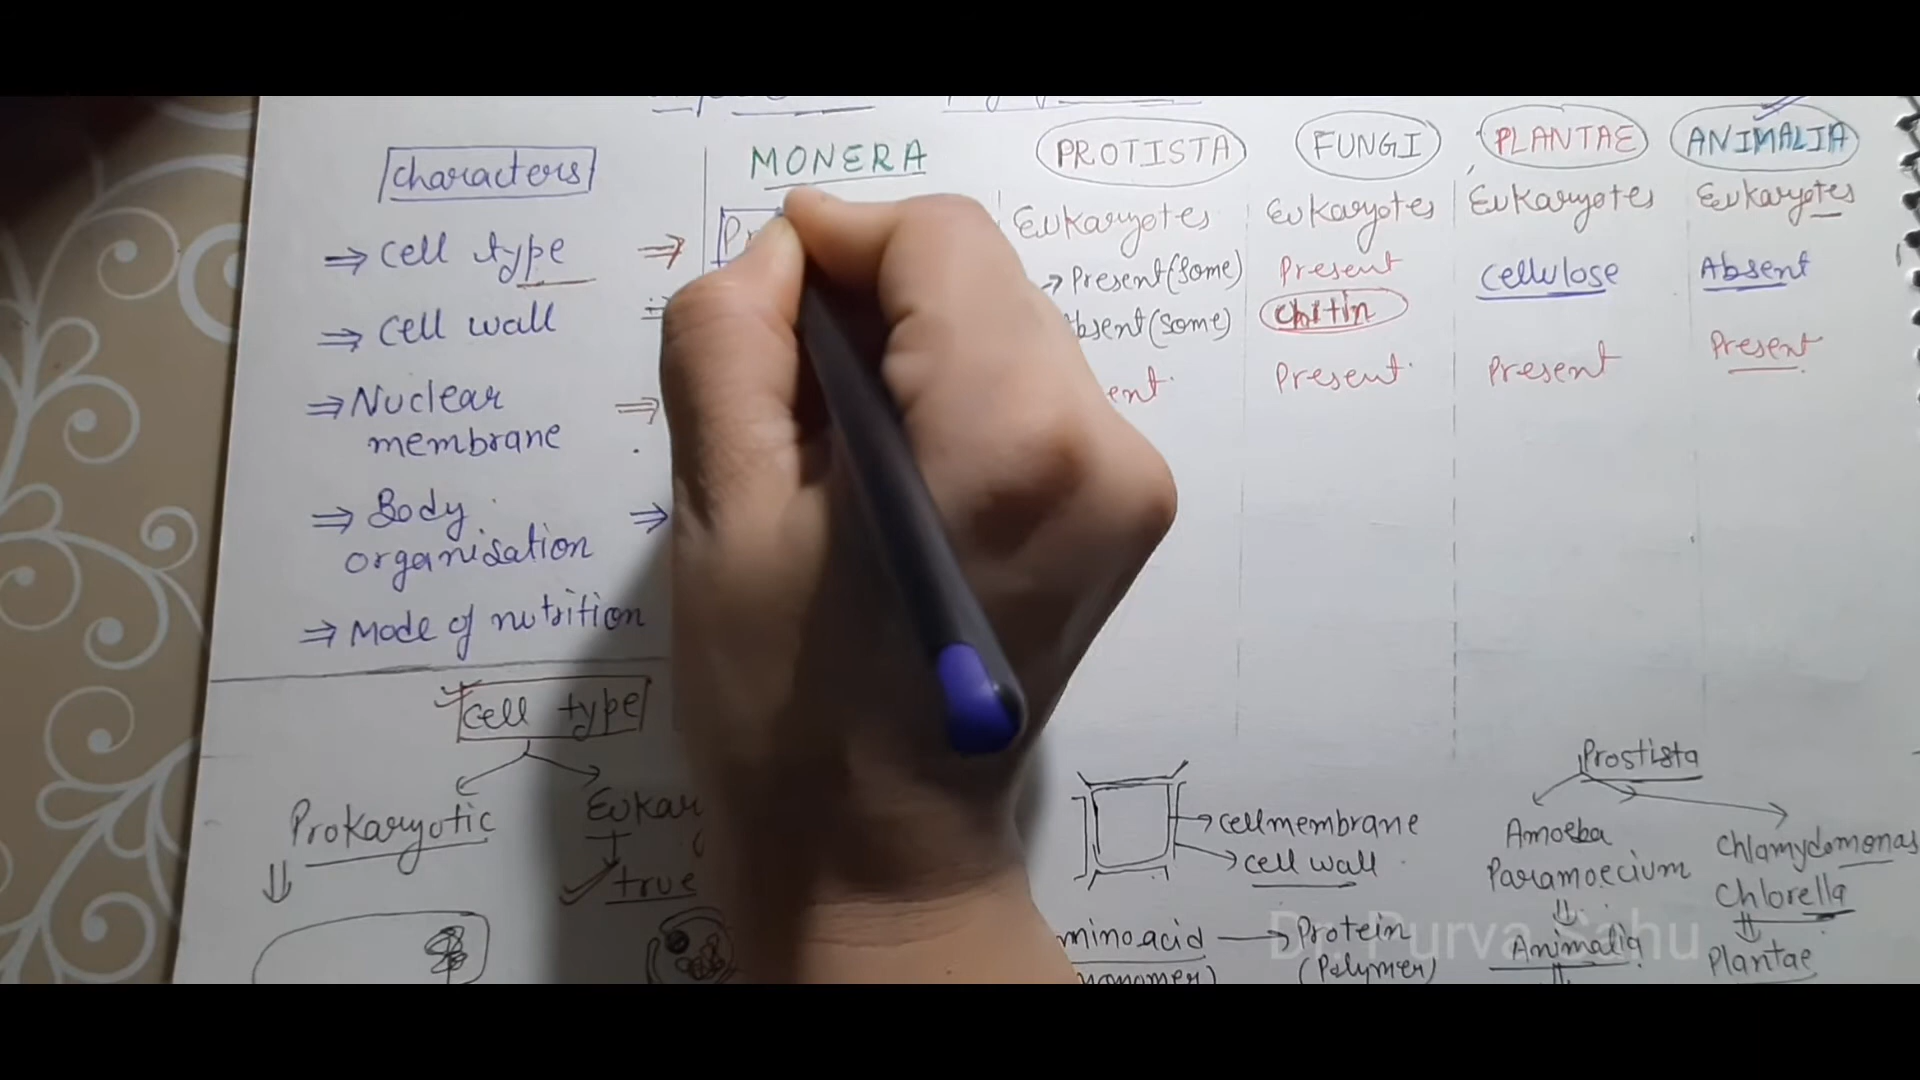 characters
MONERA
PROTISTA
FUNGI
PLANTAE
ANIMALIA
⇒ cell type ⇒
Eukaryotes
Eukaryotes
Eukaryotes
Eukaryotes
⇒ cell wall
→ Present (some)
Absent (some)
Present
chitin
cellulose
Absent
⇒ Nuclear
membrane
Present
Present
Present
⇒ Body
organisation
⇒ Mode of nutrition
cell type
Prokaryotic
true
cellmembrane
cell wall
Protein
(Polymer)
Prostista
Amoeba
Paramoecium
Animalia
Chlamydomonas
Chlorella
Plantae
Dr. Purva Sahu